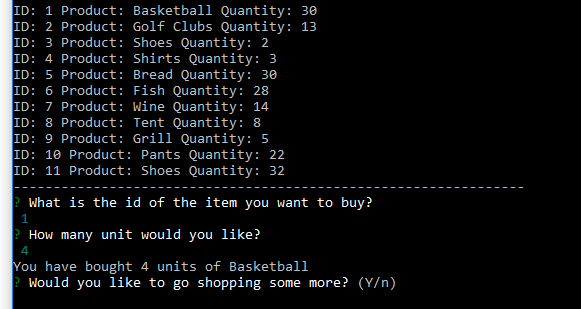 ID: 1 Product: Basketball Quantity: 30
ID: 2 Product: Golf Clubs Quantity: 13
ID: 3 Product: Shoes Quantity: 2
ID: 4 Product: Shirts Quantity: 3
ID: 5 Product: Bread Quantity: 30
ID: 6 Product: Fish Quantity: 28
ID: 7 Product: Wine Quantity: 14
ID: 8 Product: Tent Quantity: 8
ID: 9 Product: Grill Quantity: 5
ID: 10 Product: Pants Quantity: 22
ID: 11 Product: Shoes Quantity: 32
----------------------------------------------------------------
? What is the id of the item you want to buy?
1
? How many unit would you like?
4
You have bought 4 units of Basketball
? Would you like to go shopping some more? (Y/n)